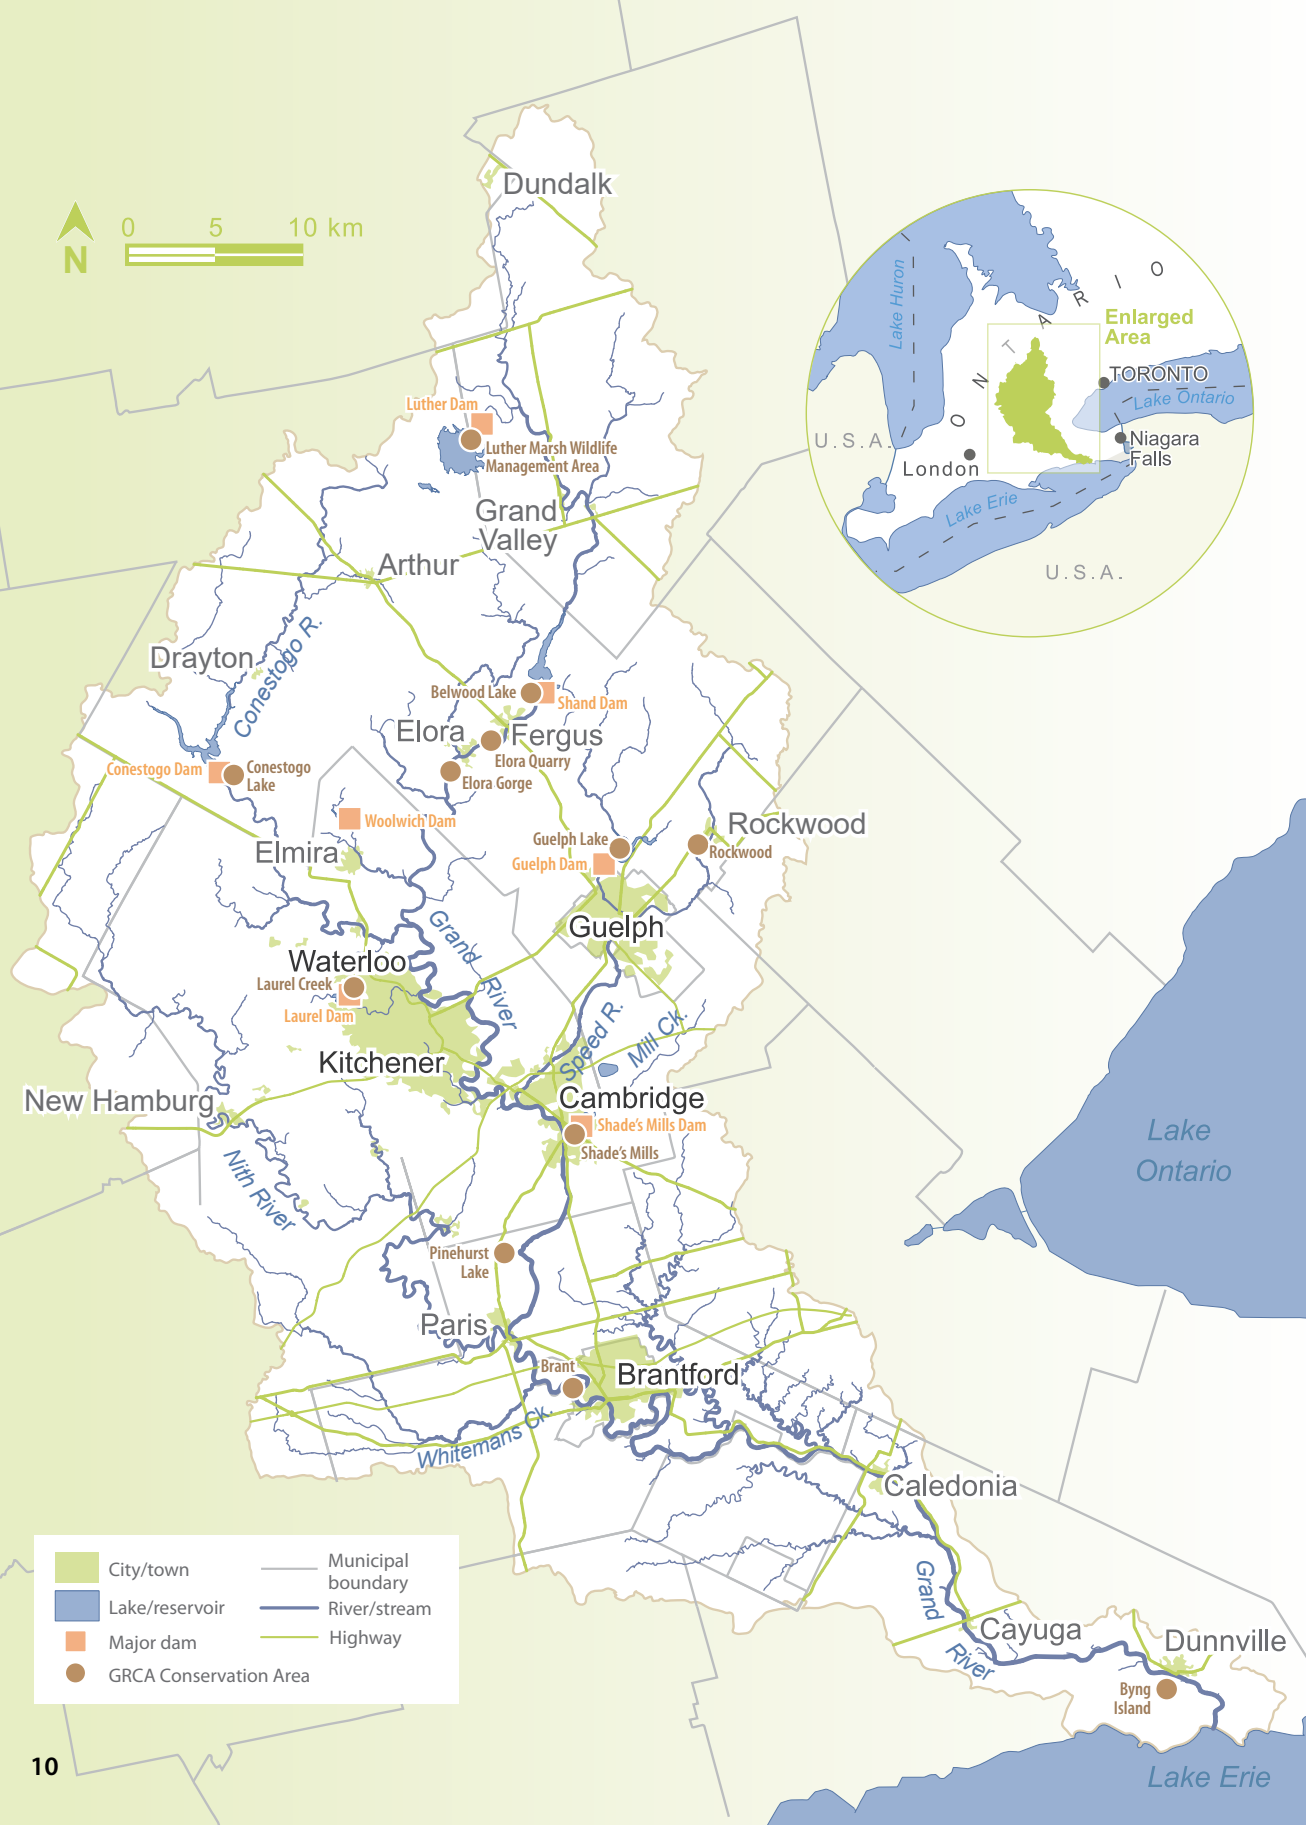 Dundalk
0 5 10 km
N
Lake Huron
ONTARIO
Enlarged
Area
TORONTO
Lake Ontario
U.S.A.
Niagara
Falls
London
Lake Erie
U.S.A.
Luther Dam
Luther Marsh Wildlife
Management Area
Grand
Valley
Arthur
Conestogo R.
Drayton
Belwood Lake
Shand Dam
Elora
Fergus
Elora Quarry
Elora Gorge
Conestogo Dam
Conestogo
Lake
Woolwich Dam
Elmira
Guelph Lake
Guelph Dam
Rockwood
Rockwood
Guelph
Grand River
Waterloo
Laurel Creek
Laurel Dam
Speed R.
Mill Ck.
Kitchener
Cambridge
New Hamburg
Shade's Mills Dam
Shade's Mills
Lake
Ontario
Nith River
Pinehurst
Lake
Paris
Brant
Brantford
Whitemans Ck.
Caledonia
Grand
River
Cayuga
Dunnville
Byng
Island
Lake Erie
City/town
Lake/reservoir
Major dam
GRCA Conservation Area
Municipal
boundary
River/stream
Highway
10